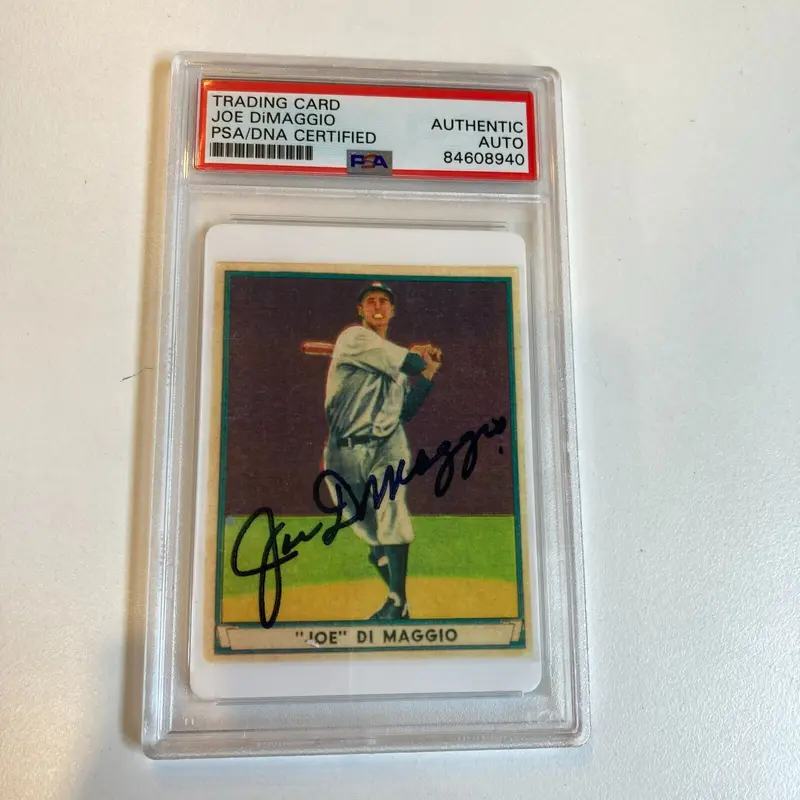 TRADING CARD
JOE DiMAGGIO
PSA/DNA CERTIFIED
AUTHENTIC
AUTO
84608940
PSA
Joe DiMaggio
"JOE" DI MAGGIO